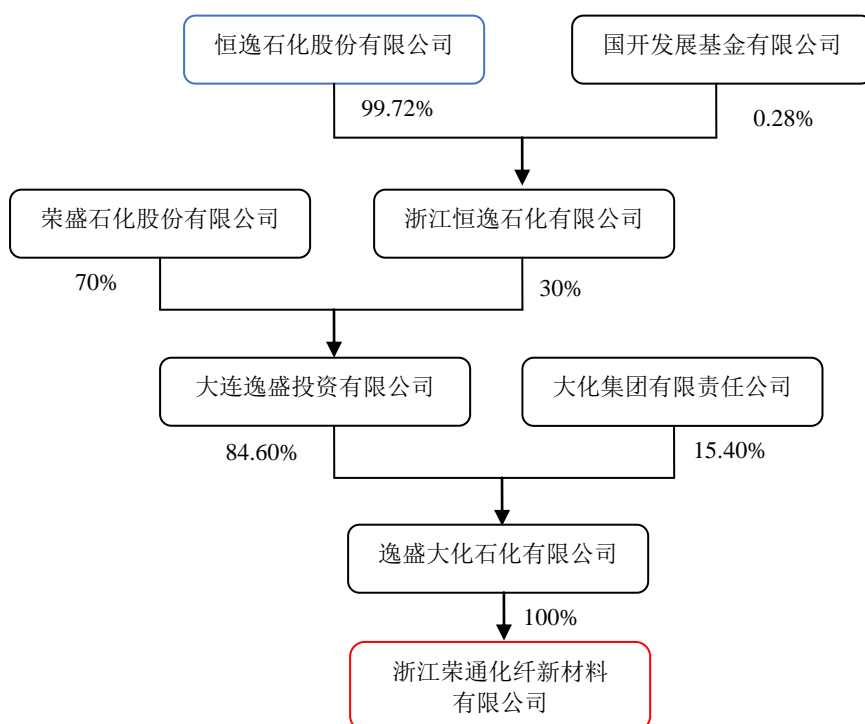 恒逸石化股份有限公司
国开发展基金有限公司
99.72%
0.28%
荣盛石化股份有限公司
浙江恒逸石化有限公司
70%
30%
大连逸盛投资有限公司
大化集团有限责任公司
84.60%
15.40%
逸盛大化石化有限公司
100%
浙江荣通化纤新材料
有限公司